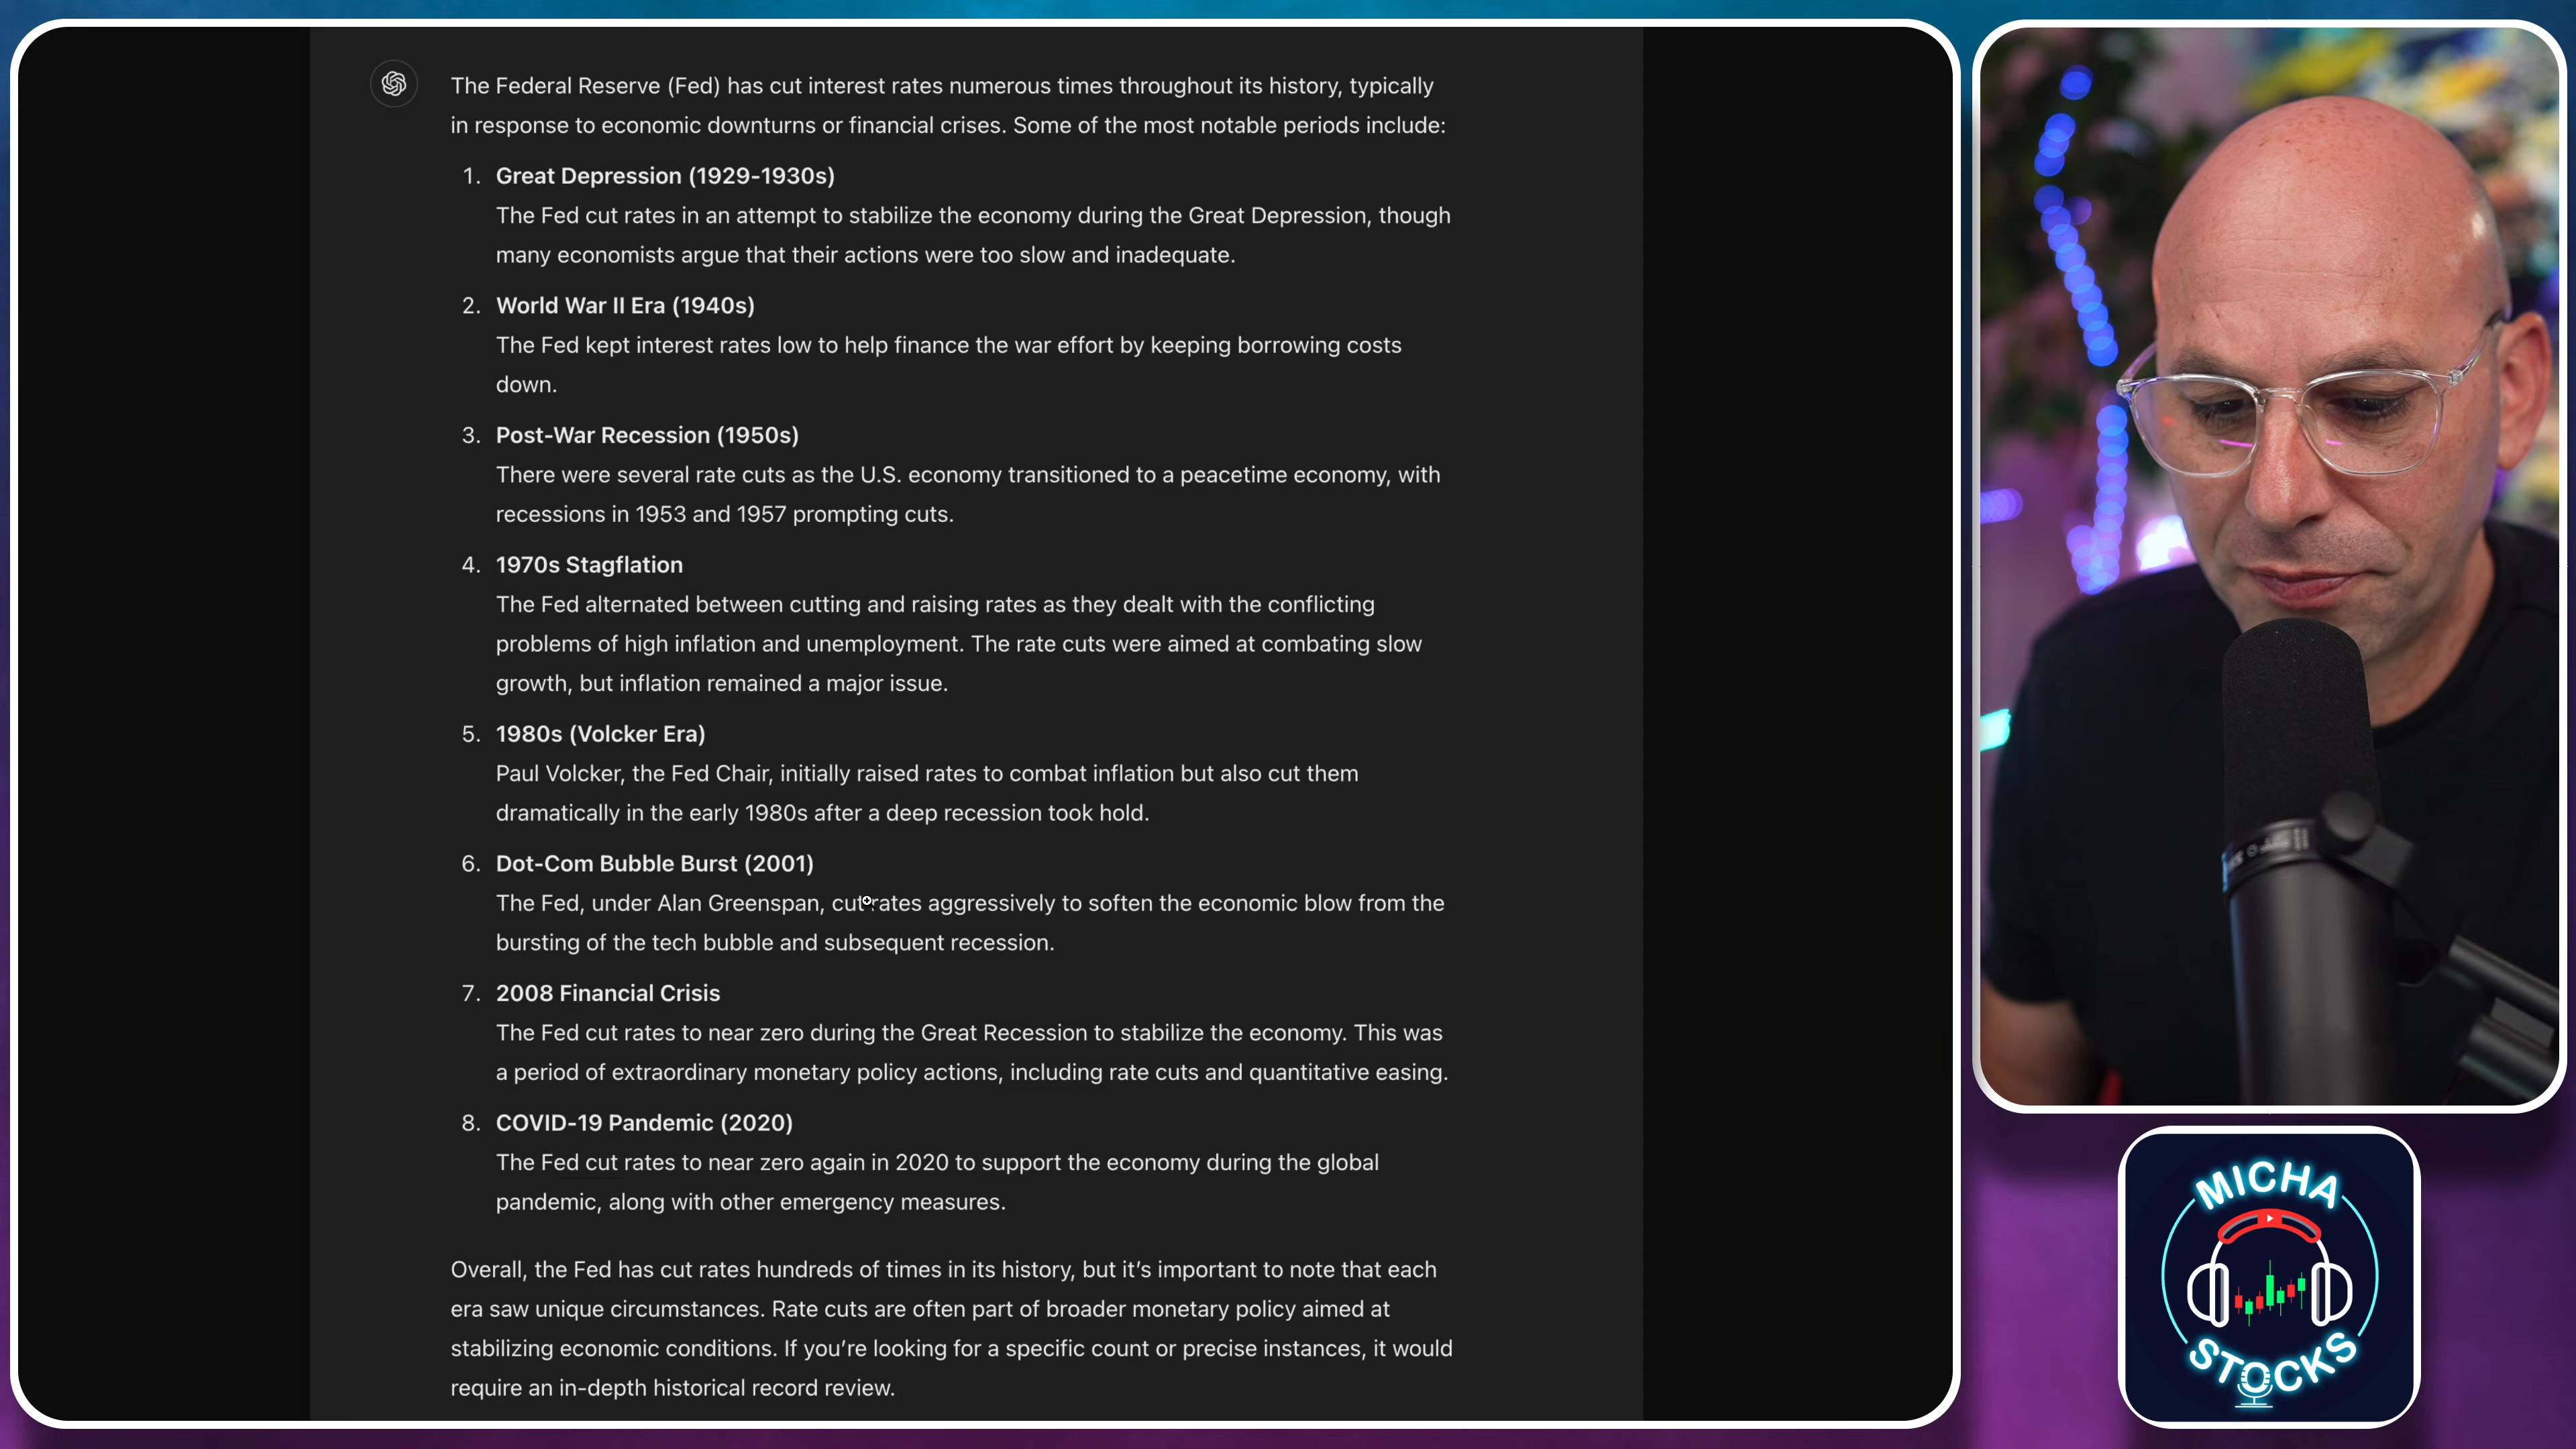 The Federal Reserve (Fed) has cut interest rates numerous times throughout its history, typically
in response to economic downturns or financial crises. Some of the most notable periods include:
1. Great Depression (1929-1930s)
The Fed cut rates in an attempt to stabilize the economy during the Great Depression, though
many economists argue that their actions were too slow and inadequate.
2. World War II Era (1940s)
The Fed kept interest rates low to help finance the war effort by keeping borrowing costs
down.
3. Post-War Recession (1950s)
There were several rate cuts as the U.S. economy transitioned to a peacetime economy, with
recessions in 1953 and 1957 prompting cuts.
4. 1970s Stagflation
The Fed alternated between cutting and raising rates as they dealt with the conflicting
problems of high inflation and unemployment. The rate cuts were aimed at combating slow
growth, but inflation remained a major issue.
5. 1980s (Volcker Era)
Paul Volcker, the Fed Chair, initially raised rates to combat inflation but also cut them
dramatically in the early 1980s after a deep recession took hold.
6. Dot-Com Bubble Burst (2001)
The Fed, under Alan Greenspan, cut rates aggressively to soften the economic blow from the
bursting of the tech bubble and subsequent recession.
7. 2008 Financial Crisis
The Fed cut rates to near zero during the Great Recession to stabilize the economy. This was
a period of extraordinary monetary policy actions, including rate cuts and quantitative easing.
8. COVID-19 Pandemic (2020)
The Fed cut rates to near zero again in 2020 to support the economy during the global
pandemic, along with other emergency measures.
Overall, the Fed has cut rates hundreds of times in its history, but it's important to note that each
era saw unique circumstances. Rate cuts are often part of broader monetary policy aimed at
stabilizing economic conditions. If you're looking for a specific count or precise instances, it would
require an in-depth historical record review.
MICHA
STOCKS